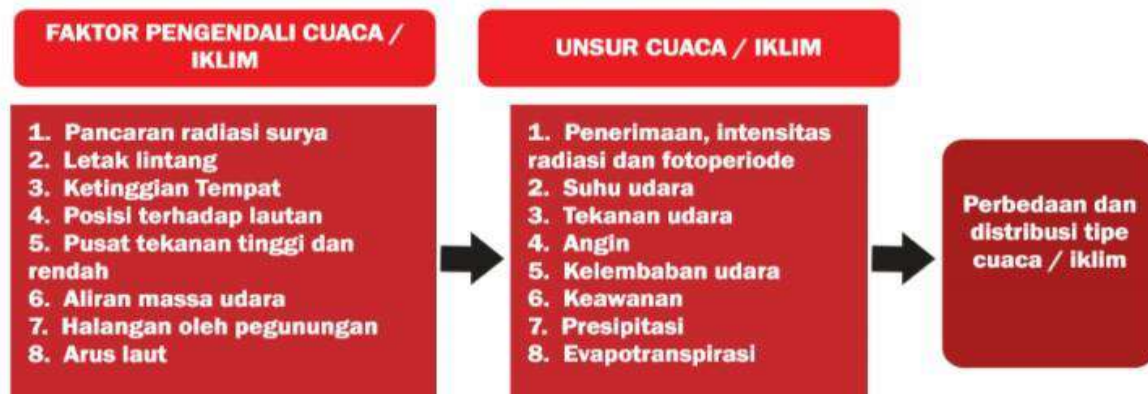 FAKTOR PENGENDALI CUACA /
IKLIM
1. Pancaran radiasi surya
2. Letak lintang
3. Ketinggian Tempat
4. Posisi terhadap lautan
5. Pusat tekanan tinggi dan
rendah
6. Aliran massa udara
7. Halangan oleh pegunungan
8. Arus laut
UNSUR CUACA / IKLIM
1. Penerimaan, intensitas
radiasi dan fotoperiode
2. Suhu udara
3. Tekanan udara
4. Angin
5. Kelembaban udara
6. Keawanan
7. Presipitasi
8. Evapotranspirasi
Perbedaan dan
distribusi tipe
cuaca / iklim